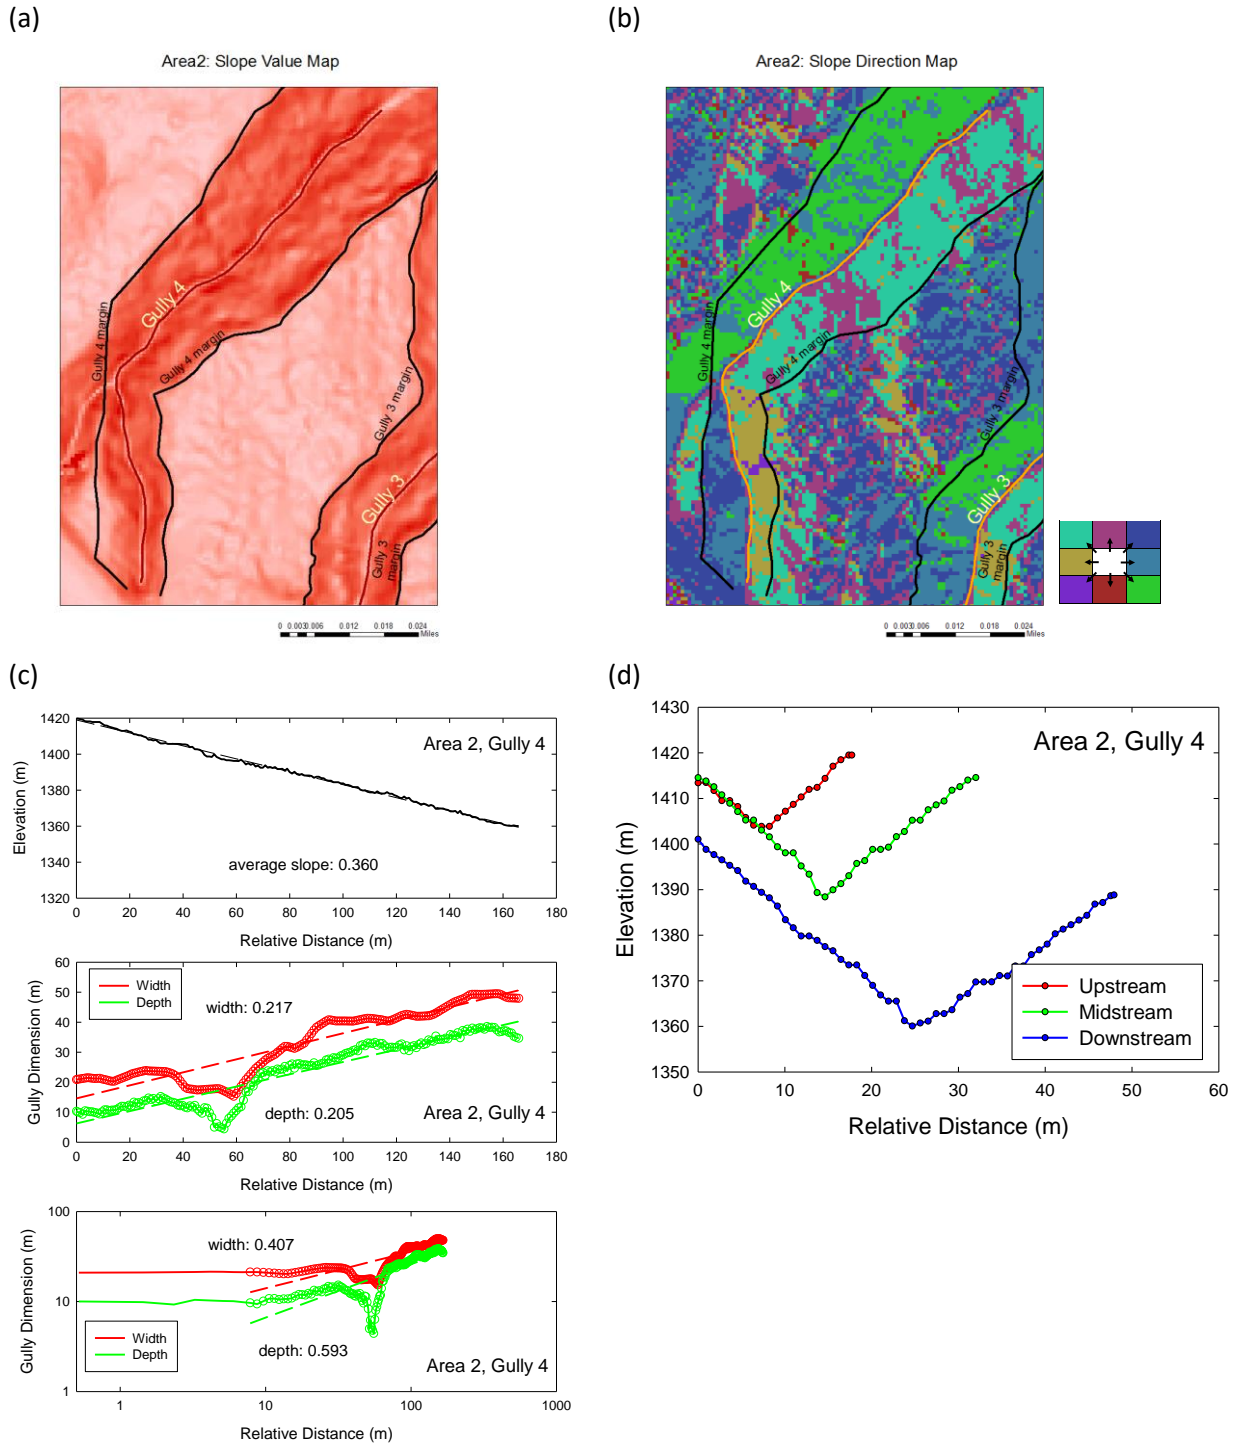 (a)
(b)
Area2: Slope Value Map
Area2: Slope Direction Map
Gully 4
Gully 4 margin
Gully 4 margin
Gully 3 margin
Gully 3
Gully 3
margin
0 0.003 0.006 0.012 0.018 0.024
Miles
Gully 4
Gully 4 margin
Gully 4 margin
Gully 3 margin
Gully 3
Gully 3
margin
0 0.003 0.006 0.012 0.018 0.024
Miles
(c)
(d)
1420
1400
1380
1360
1340
1320
Elevation (m)
Area 2, Gully 4
average slope: 0.360
0 20 40 60 80 100 120 140 160 180
Relative Distance (m)
60
50
40
30
20
10
0
Gully Dimension (m)
Width
Depth
width: 0.217
depth: 0.205
Area 2, Gully 4
0 20 40 60 80 100 120 140 160 180
Relative Distance (m)
100
10
1
Gully Dimension (m)
width: 0.407
Width
Depth
depth: 0.593
Area 2, Gully 4
1 10 100 1000
Relative Distance (m)
1430
1420
1410
1400
1390
1380
1370
1360
1350
Elevation (m)
Area 2, Gully 4
Upstream
Midstream
Downstream
0 10 20 30 40 50 60
Relative Distance (m)